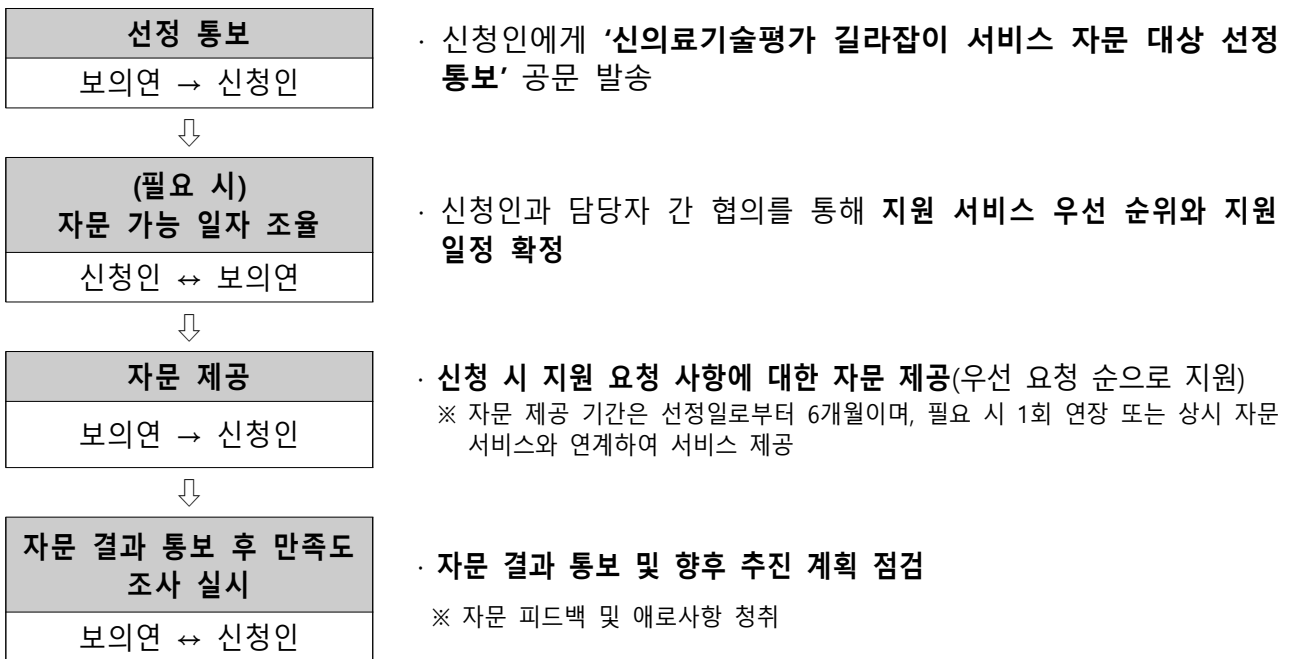 선정 통보
보의연 → 신청인
· 신청인에게 ‘신의료기술평가 길라잡이 서비스 자문 대상 선정
통보’ 공문 발송
⇩
(필요 시)
자문 가능 일자 조율
신청인 ↔ 보의연
· 신청인과 담당자 간 협의를 통해 지원 서비스 우선 순위와 지원
일정 확정
⇩
자문 제공
보의연 → 신청인
· 신청 시 지원 요청 사항에 대한 자문 제공(우선 요청 순으로 지원)
※ 자문 제공 기간은 선정일로부터 6개월이며, 필요 시 1회 연장 또는 상시 자문
서비스와 연계하여 서비스 제공
⇩
자문 결과 통보 후 만족도
조사 실시
보의연 ↔ 신청인
· 자문 결과 통보 및 향후 추진 계획 점검
※ 자문 피드백 및 애로사항 청취